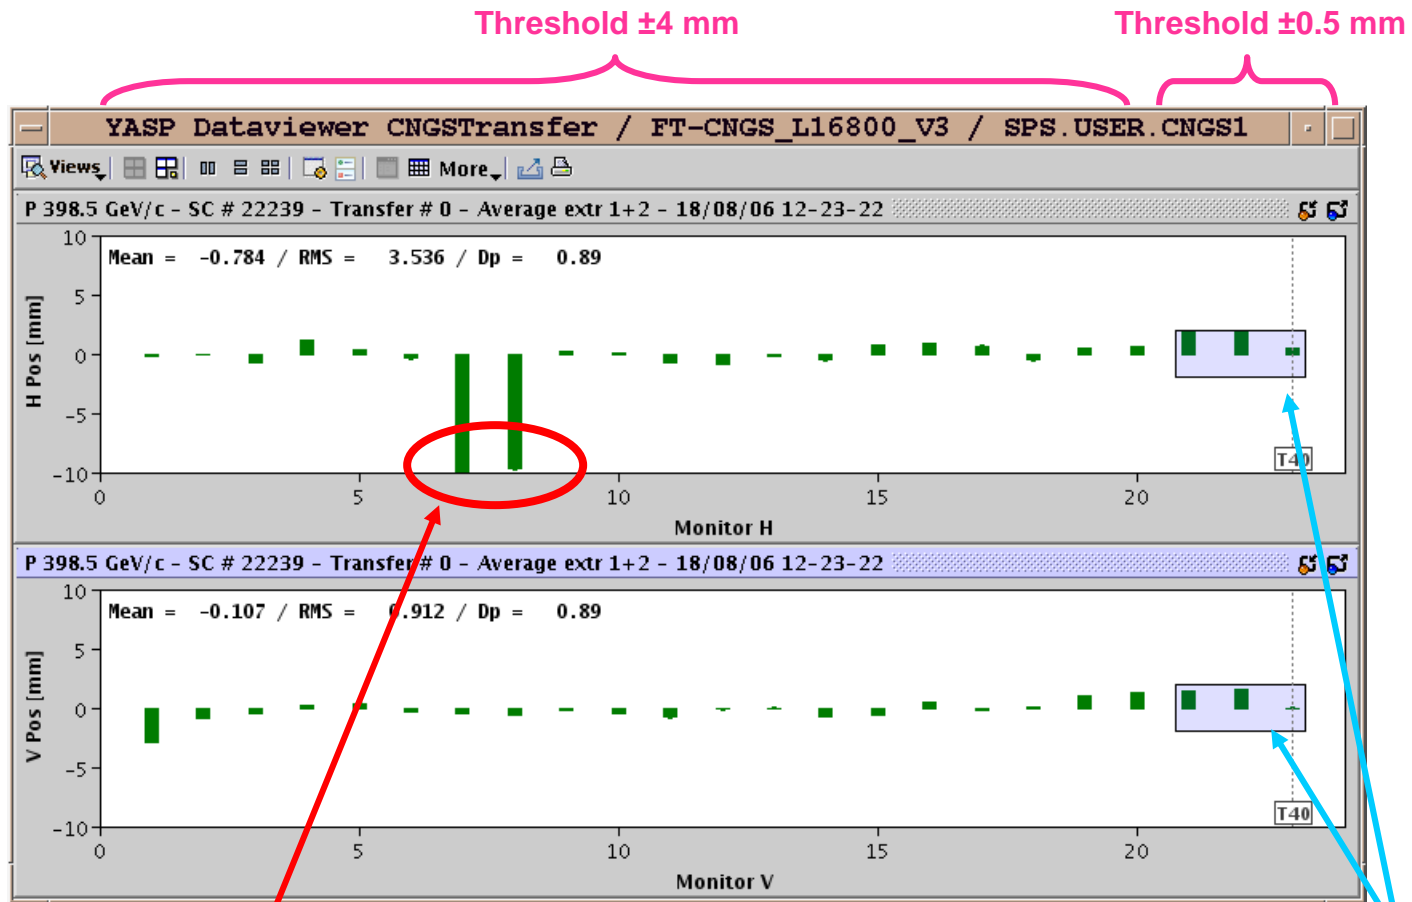 Threshold ±4 mm
Threshold ±0.5 mm
YASP Dataviewer CNGSTransfer / FT-CNGS_L16800_V3 / SPS.USER.CNGS1
Views More
P 398.5 GeV/c - SC # 22239 - Transfer # 0 - Average extr 1+2 - 18/08/06 12-23-22
Mean = -0.784 / RMS = 3.536 / Dp = 0.89
H Pos [mm]
10
5
0
-5
-10
T40
0 5 10 15 20
Monitor H
P 398.5 GeV/c - SC # 22239 - Transfer # 0 - Average extr 1+2 - 18/08/06 12-23-22
Mean = -0.107 / RMS = 0.912 / Dp = 0.89
V Pos [mm]
10
5
0
-5
-10
T40
0 5 10 15 20
Monitor V